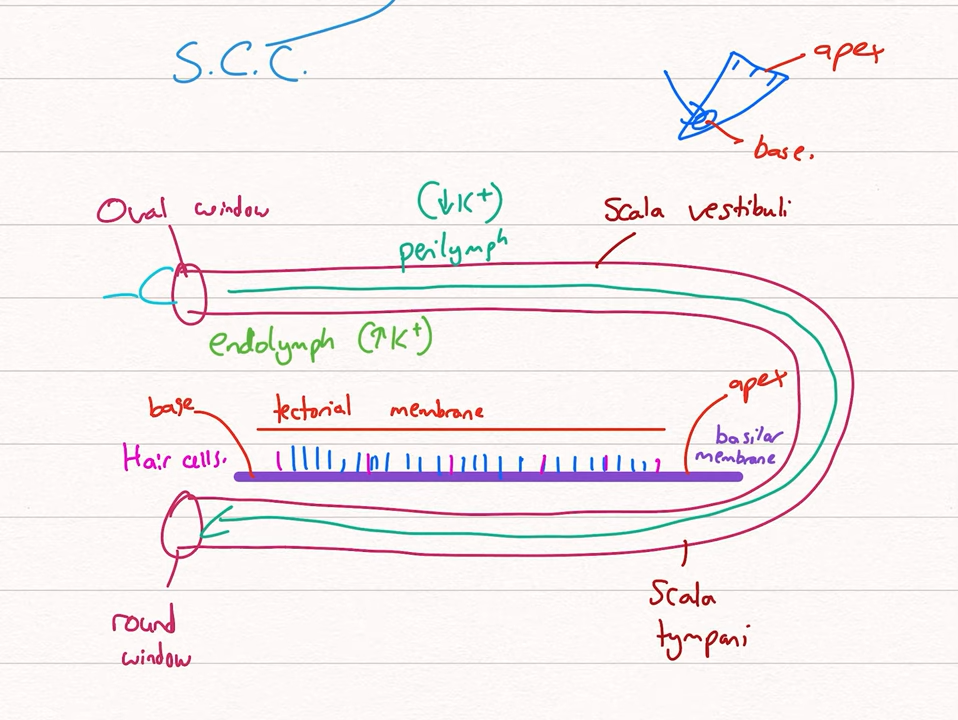 S.C.C.
apex
base.
(↓K⁺)
Oval window
Scala vestibuli
perilymph
endolymph (↑K⁺)
apex
base
tectorial membrane
basilar
membrane
Hair cells.
Scala
tympani
round
window